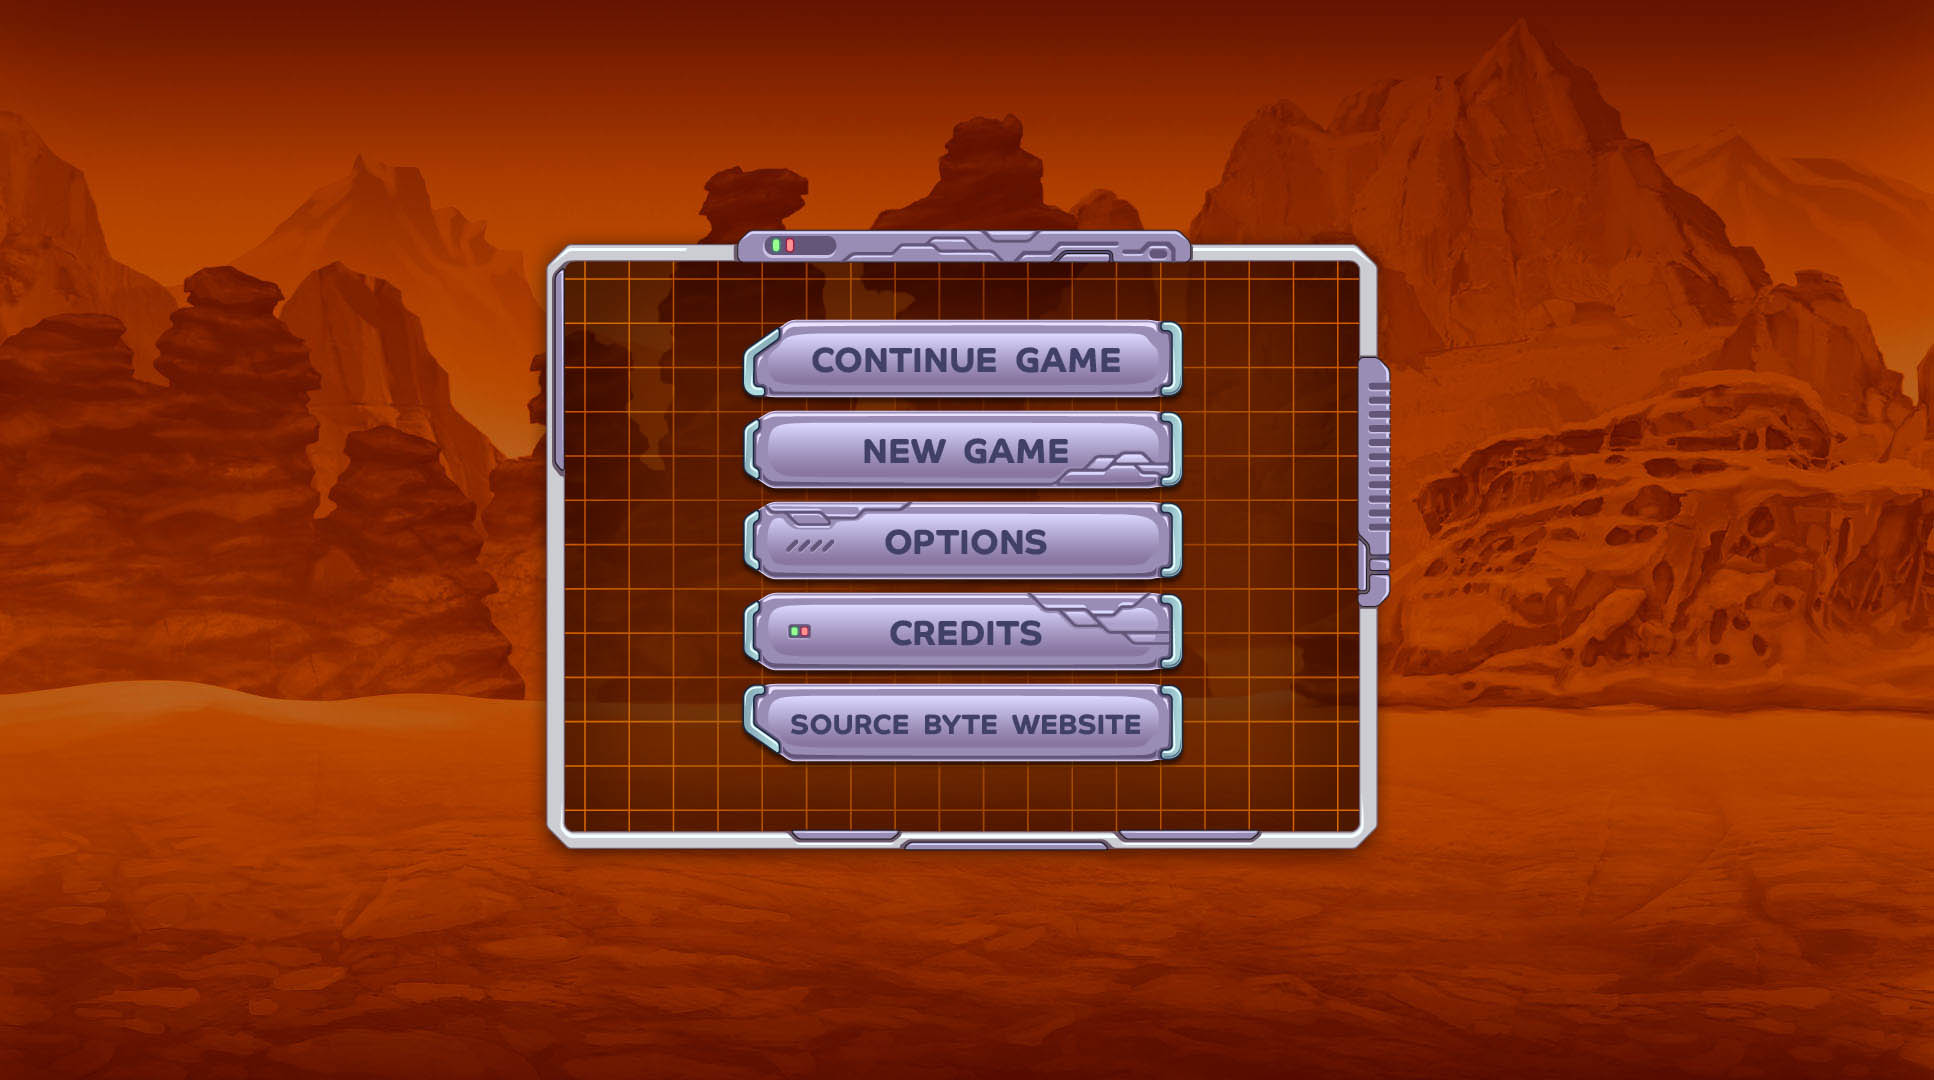 CONTINUE GAME
NEW GAME
OPTIONS
CREDITS
SOURCE BYTE WEBSITE